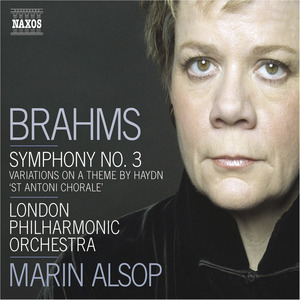 NAXOS
BRAHMS
SYMPHONY NO. 3
VARIATIONS ON A THEME BY HAYDN
‘ST ANTONI CHORALE’
LONDON
PHILHARMONIC
ORCHESTRA
MARIN ALSOP